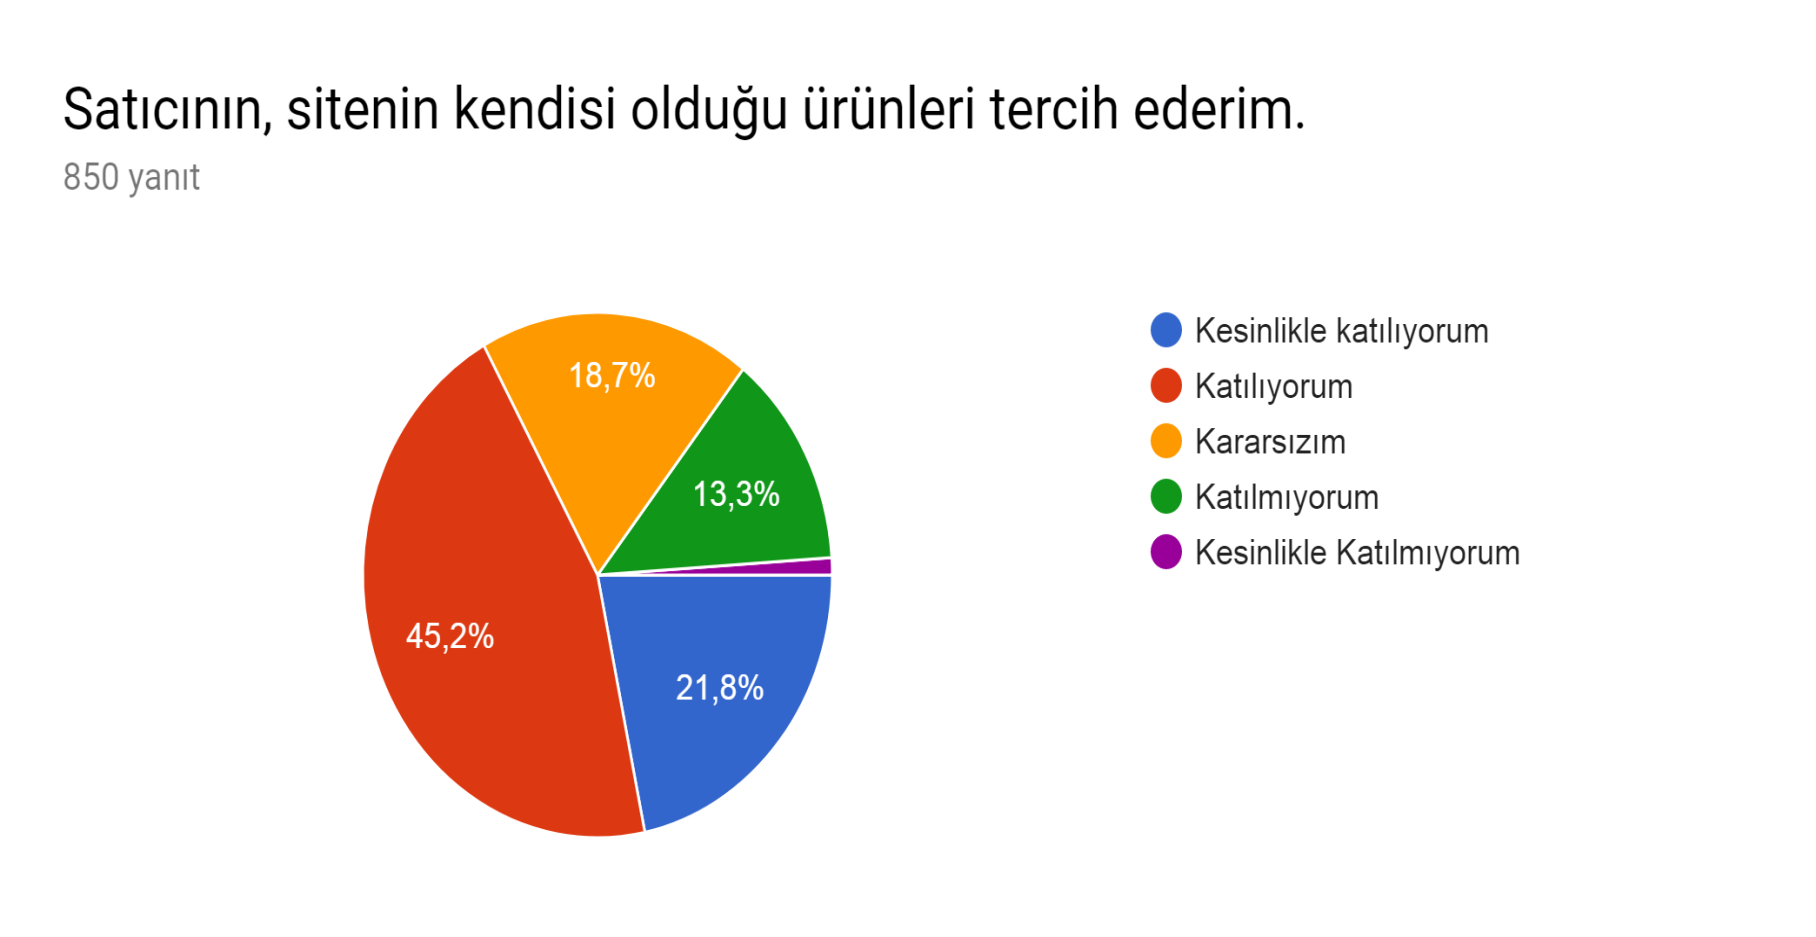 Satıcının, sitenin kendisi olduğu ürünleri tercih ederim.
850 yanıt
18,7%
13,3%
45,2%
21,8%
Kesinlikle katılıyorum
Katılıyorum
Kararsızım
Katılmıyorum
Kesinlikle Katılmıyorum